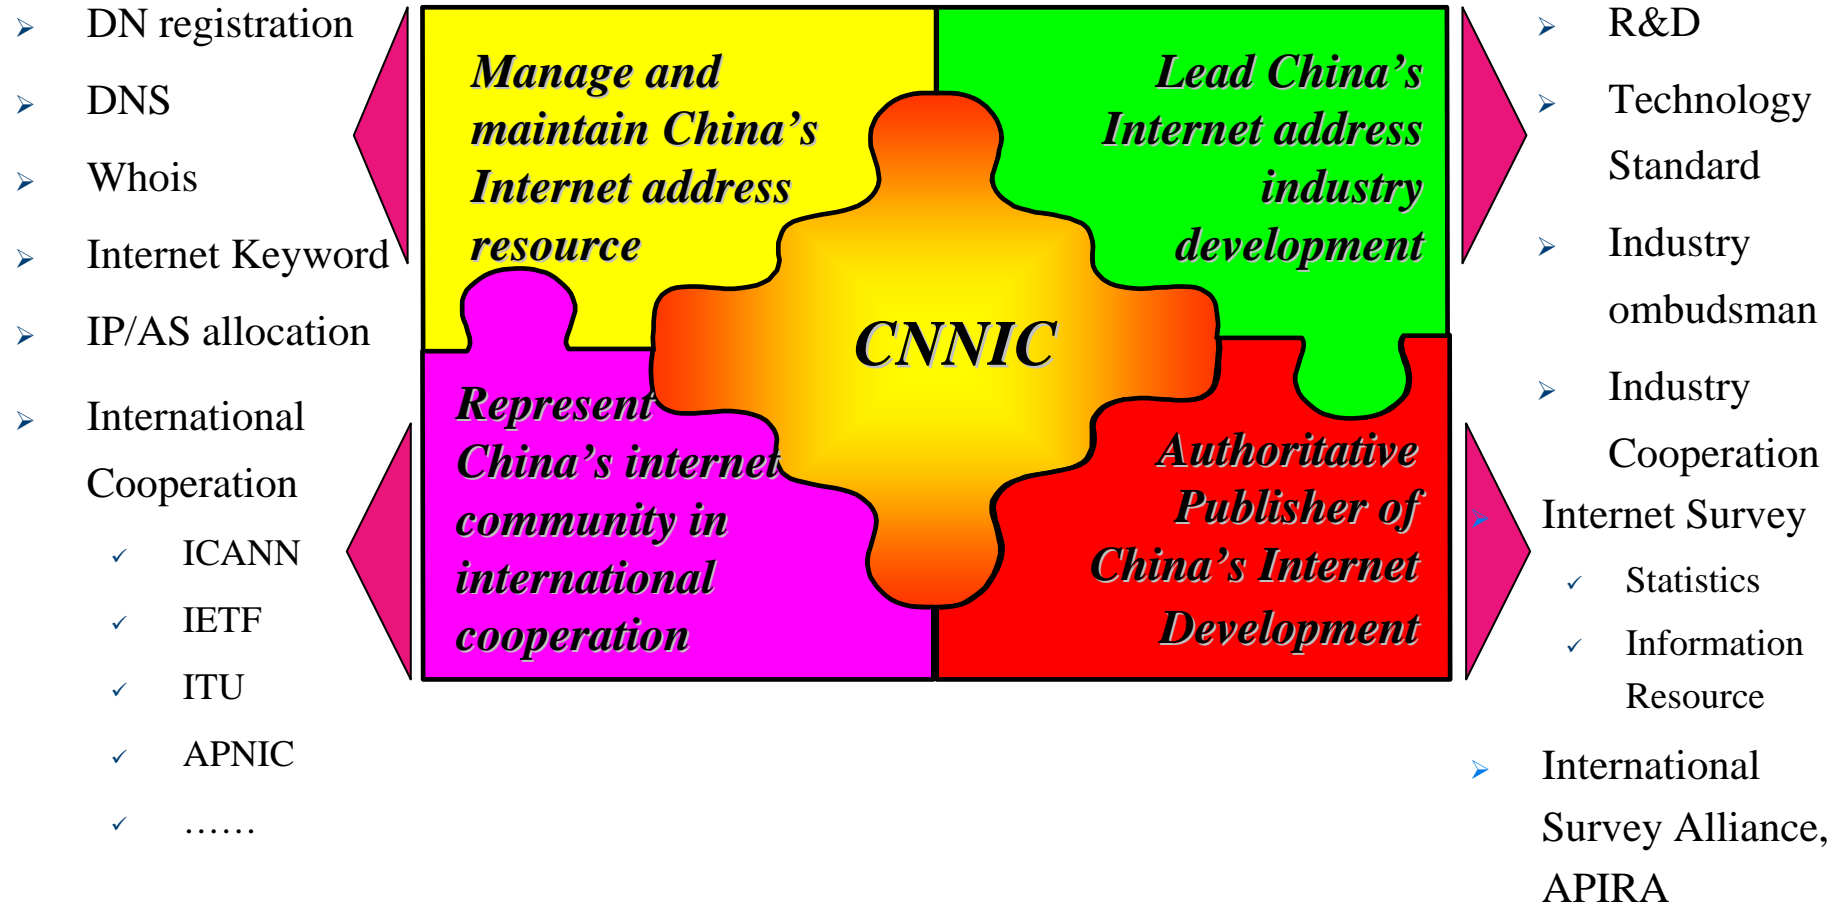 DN registration
DNS
Whois
Internet Keyword
IP/AS allocation
International
Cooperation
ICANN
IETF
ITU
APNIC
……
Manage and
maintain China’s
Internet address
resource
Lead China’s
Internet address
industry
development
CNNIC
Represent
China’s internet
community in
international
cooperation
Authoritative
Publisher of
China’s Internet
Development
R&D
Technology
Standard
Industry
ombudsman
Industry
Cooperation
Internet Survey
Statistics
Information
Resource
International
Survey Alliance,
APIRA